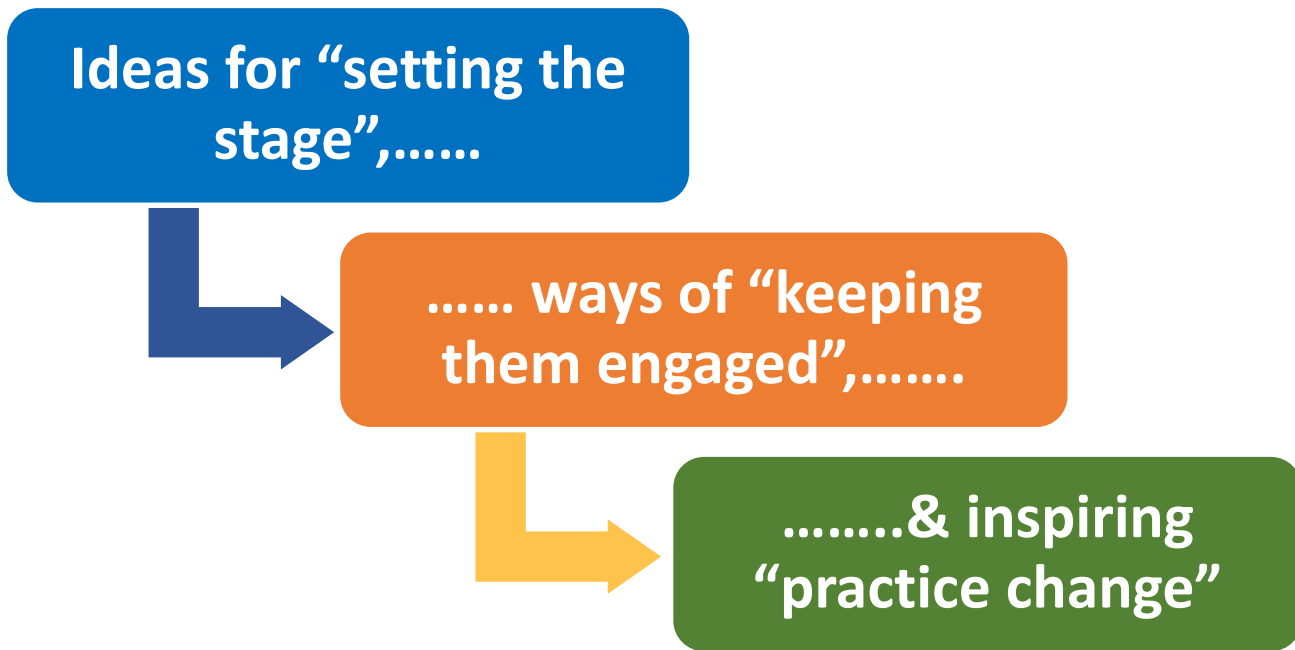 Ideas for “setting the
stage”,……
…… ways of “keeping
them engaged”,…….
……..& inspiring
“practice change”